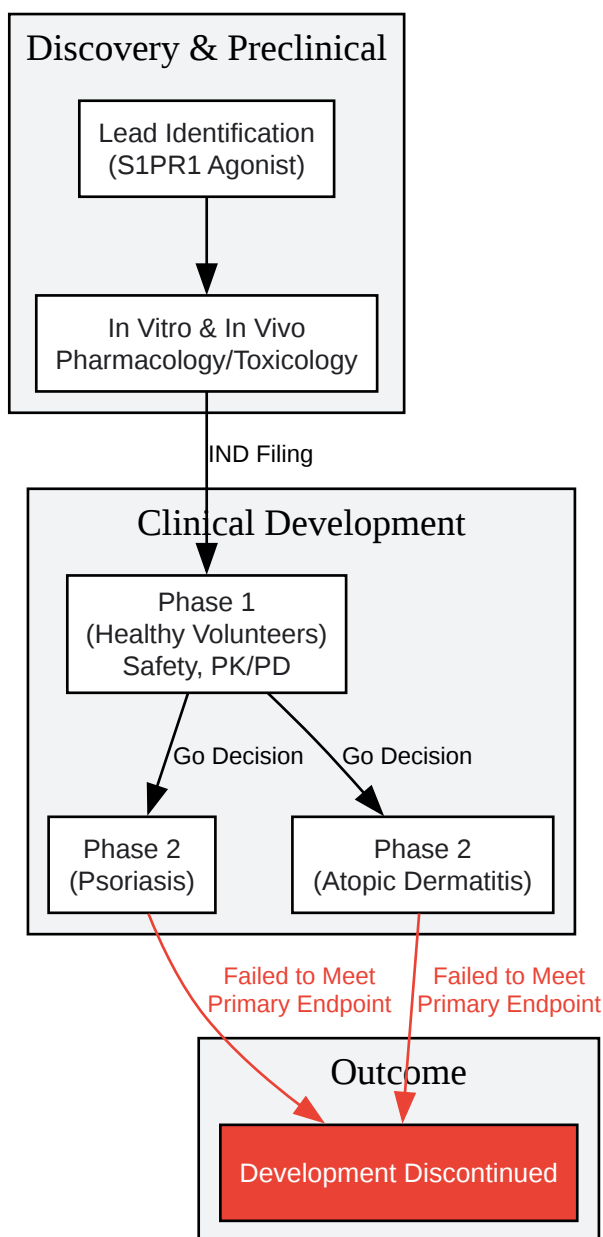 Discovery & Preclinical
Lead Identification
(S1PR1 Agonist)
In Vitro & In Vivo
Pharmacology/Toxicology
IND Filing
Clinical Development
Phase 1
(Healthy Volunteers)
Safety, PK/PD
Go Decision
Go Decision
Phase 2
(Psoriasis)
Phase 2
(Atopic Dermatitis)
Failed to Meet
Primary Endpoint
Failed to Meet
Primary Endpoint
Outcome
Development Discontinued